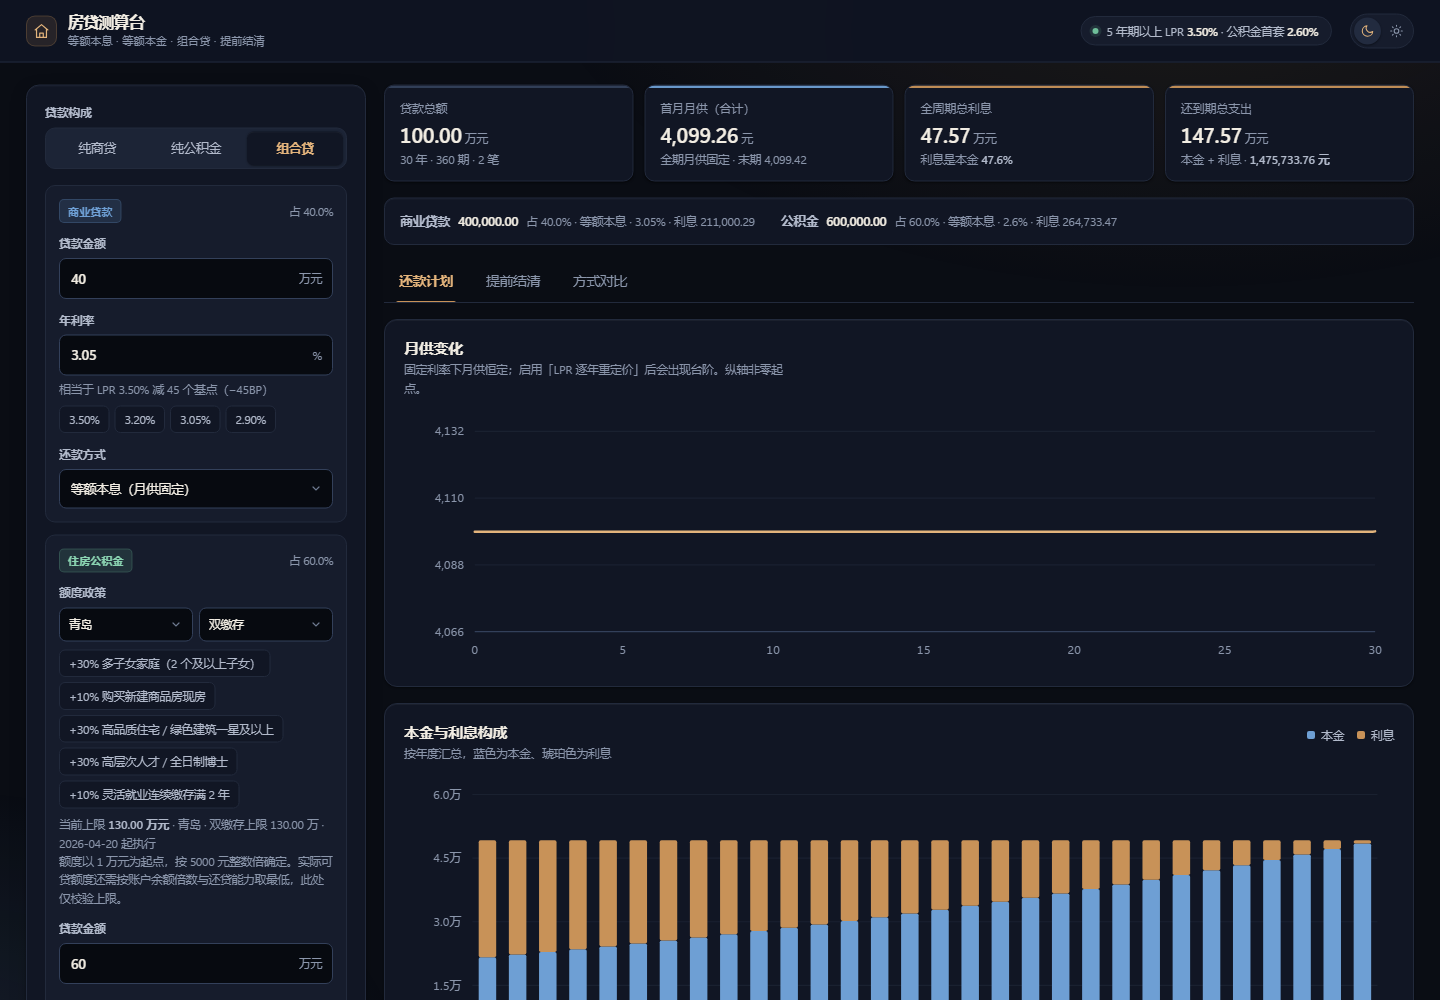 房贷测算台
等额本息 · 等额本金 · 组合贷 · 提前结清
5 年期以上 LPR 3.50% · 公积金首套 2.60%
贷款构成
纯商贷
纯公积金
组合贷
商业贷款
占 40.0%
贷款金额
40
万元
年利率
3.05
%
相当于 LPR 3.50% 减 45 个基点（−45BP）
3.50%
3.20%
3.05%
2.90%
还款方式
等额本息（月供固定）
住房公积金
占 60.0%
额度政策
青岛
双缴存
+30% 多子女家庭（2 个及以上子女）
+10% 购买新建商品房现房
+30% 高品质住宅 / 绿色建筑一星及以上
+30% 高层次人才 / 全日制博士
+10% 灵活就业连续缴存满 2 年
当前上限 130.00 万元 · 青岛 · 双缴存上限 130.00 万 ·
2026-04-20 起执行
额度以 1 万元为起点，按 5000 元整数倍确定。实际可
贷额度还需按账户余额倍数与还贷能力取最低，此处
仅校验上限。
贷款金额
60
万元
贷款总额
100.00 万元
30 年 · 360 期 · 2 笔
首月月供（合计）
4,099.26 元
全期月供固定 · 末期 4,099.42
全周期总利息
47.57 万元
利息是本金 47.6%
还到期总支出
147.57 万元
本金 + 利息 · 1,475,733.76 元
商业贷款 400,000.00 占 40.0% · 等额本息 · 3.05% · 利息 211,000.29
公积金 600,000.00 占 60.0% · 等额本息 · 2.6% · 利息 264,733.47
还款计划
提前结清
方式对比
月供变化
固定利率下月供恒定；启用「LPR 逐年重定价」后会出现台阶。纵轴非零起
点。
4,132
4,110
4,088
4,066
0
5
10
15
20
25
30
本金与利息构成
按年度汇总，蓝色为本金、琥珀色为利息
本金
利息
6.0万
4.5万
3.0万
1.5万